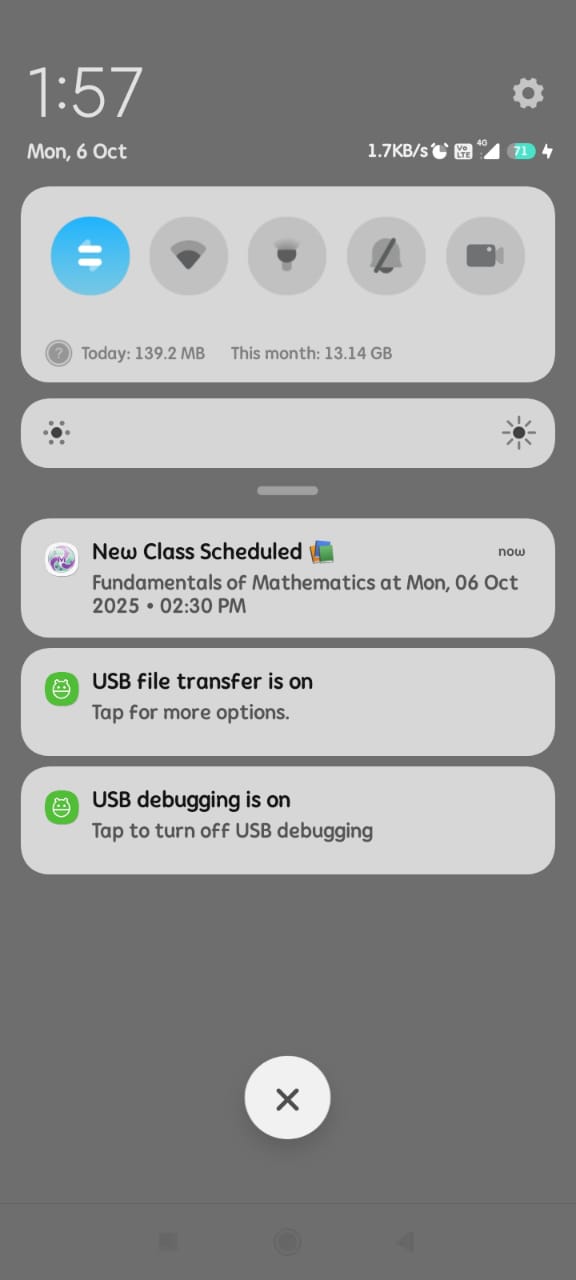 1:57
Mon, 6 Oct
1.7KB/s Vo LTE 4G 71
? Today: 139.2 MB This month: 13.14 GB
New Class Scheduled 📚 now
Fundamentals of Mathematics at Mon, 06 Oct
2025 • 02:30 PM
USB file transfer is on
Tap for more options.
USB debugging is on
Tap to turn off USB debugging